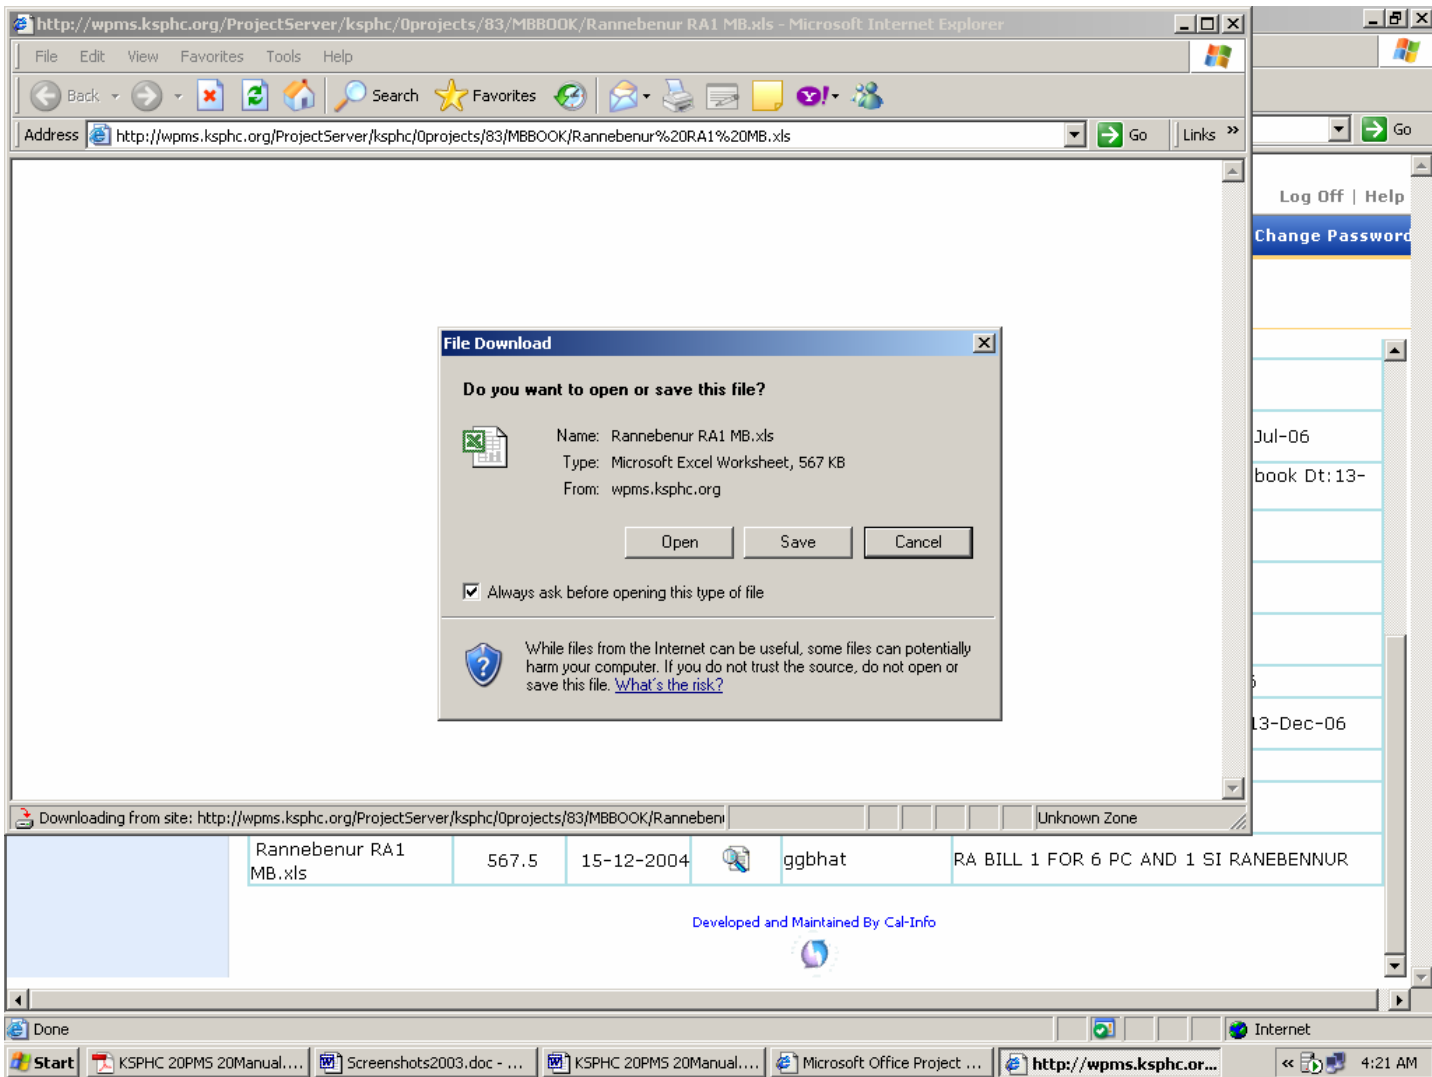 http://wpms.ksphc.org/ProjectServer/ksphc/0projects/83/MBBOOK/Rannebenur RA1 MB.xls - Microsoft Internet Explorer
File Edit View Favorites Tools Help
Back Search Favorites
Address http://wpms.ksphc.org/ProjectServer/ksphc/0projects/83/MBBOOK/Rannebenur%20RA1%20MB.xls Go Links »
Go
Log Off | Help
Change Password
File Download
Do you want to open or save this file?
Name: Rannebenur RA1 MB.xls
Type: Microsoft Excel Worksheet, 567 KB
From: wpms.ksphc.org
Open Save Cancel
Always ask before opening this type of file
While files from the Internet can be useful, some files can potentially
harm your computer. If you do not trust the source, do not open or
save this file. What's the risk?
Jul-06
book Dt:13-
13-Dec-06
Downloading from site: http://wpms.ksphc.org/ProjectServer/ksphc/0projects/83/MBBOOK/Ranneben
Unknown Zone
Rannebenur RA1
MB.xls
567.5 15-12-2004 ggbhat RA BILL 1 FOR 6 PC AND 1 SI RANEBENNUR
Developed and Maintained By Cal-Info
Done Internet
Start KSPHC 20PMS 20Manual.... Screenshots2003.doc - ... KSPHC 20PMS 20Manual.... Microsoft Office Project ... http://wpms.ksphc.or... « 4:21 AM